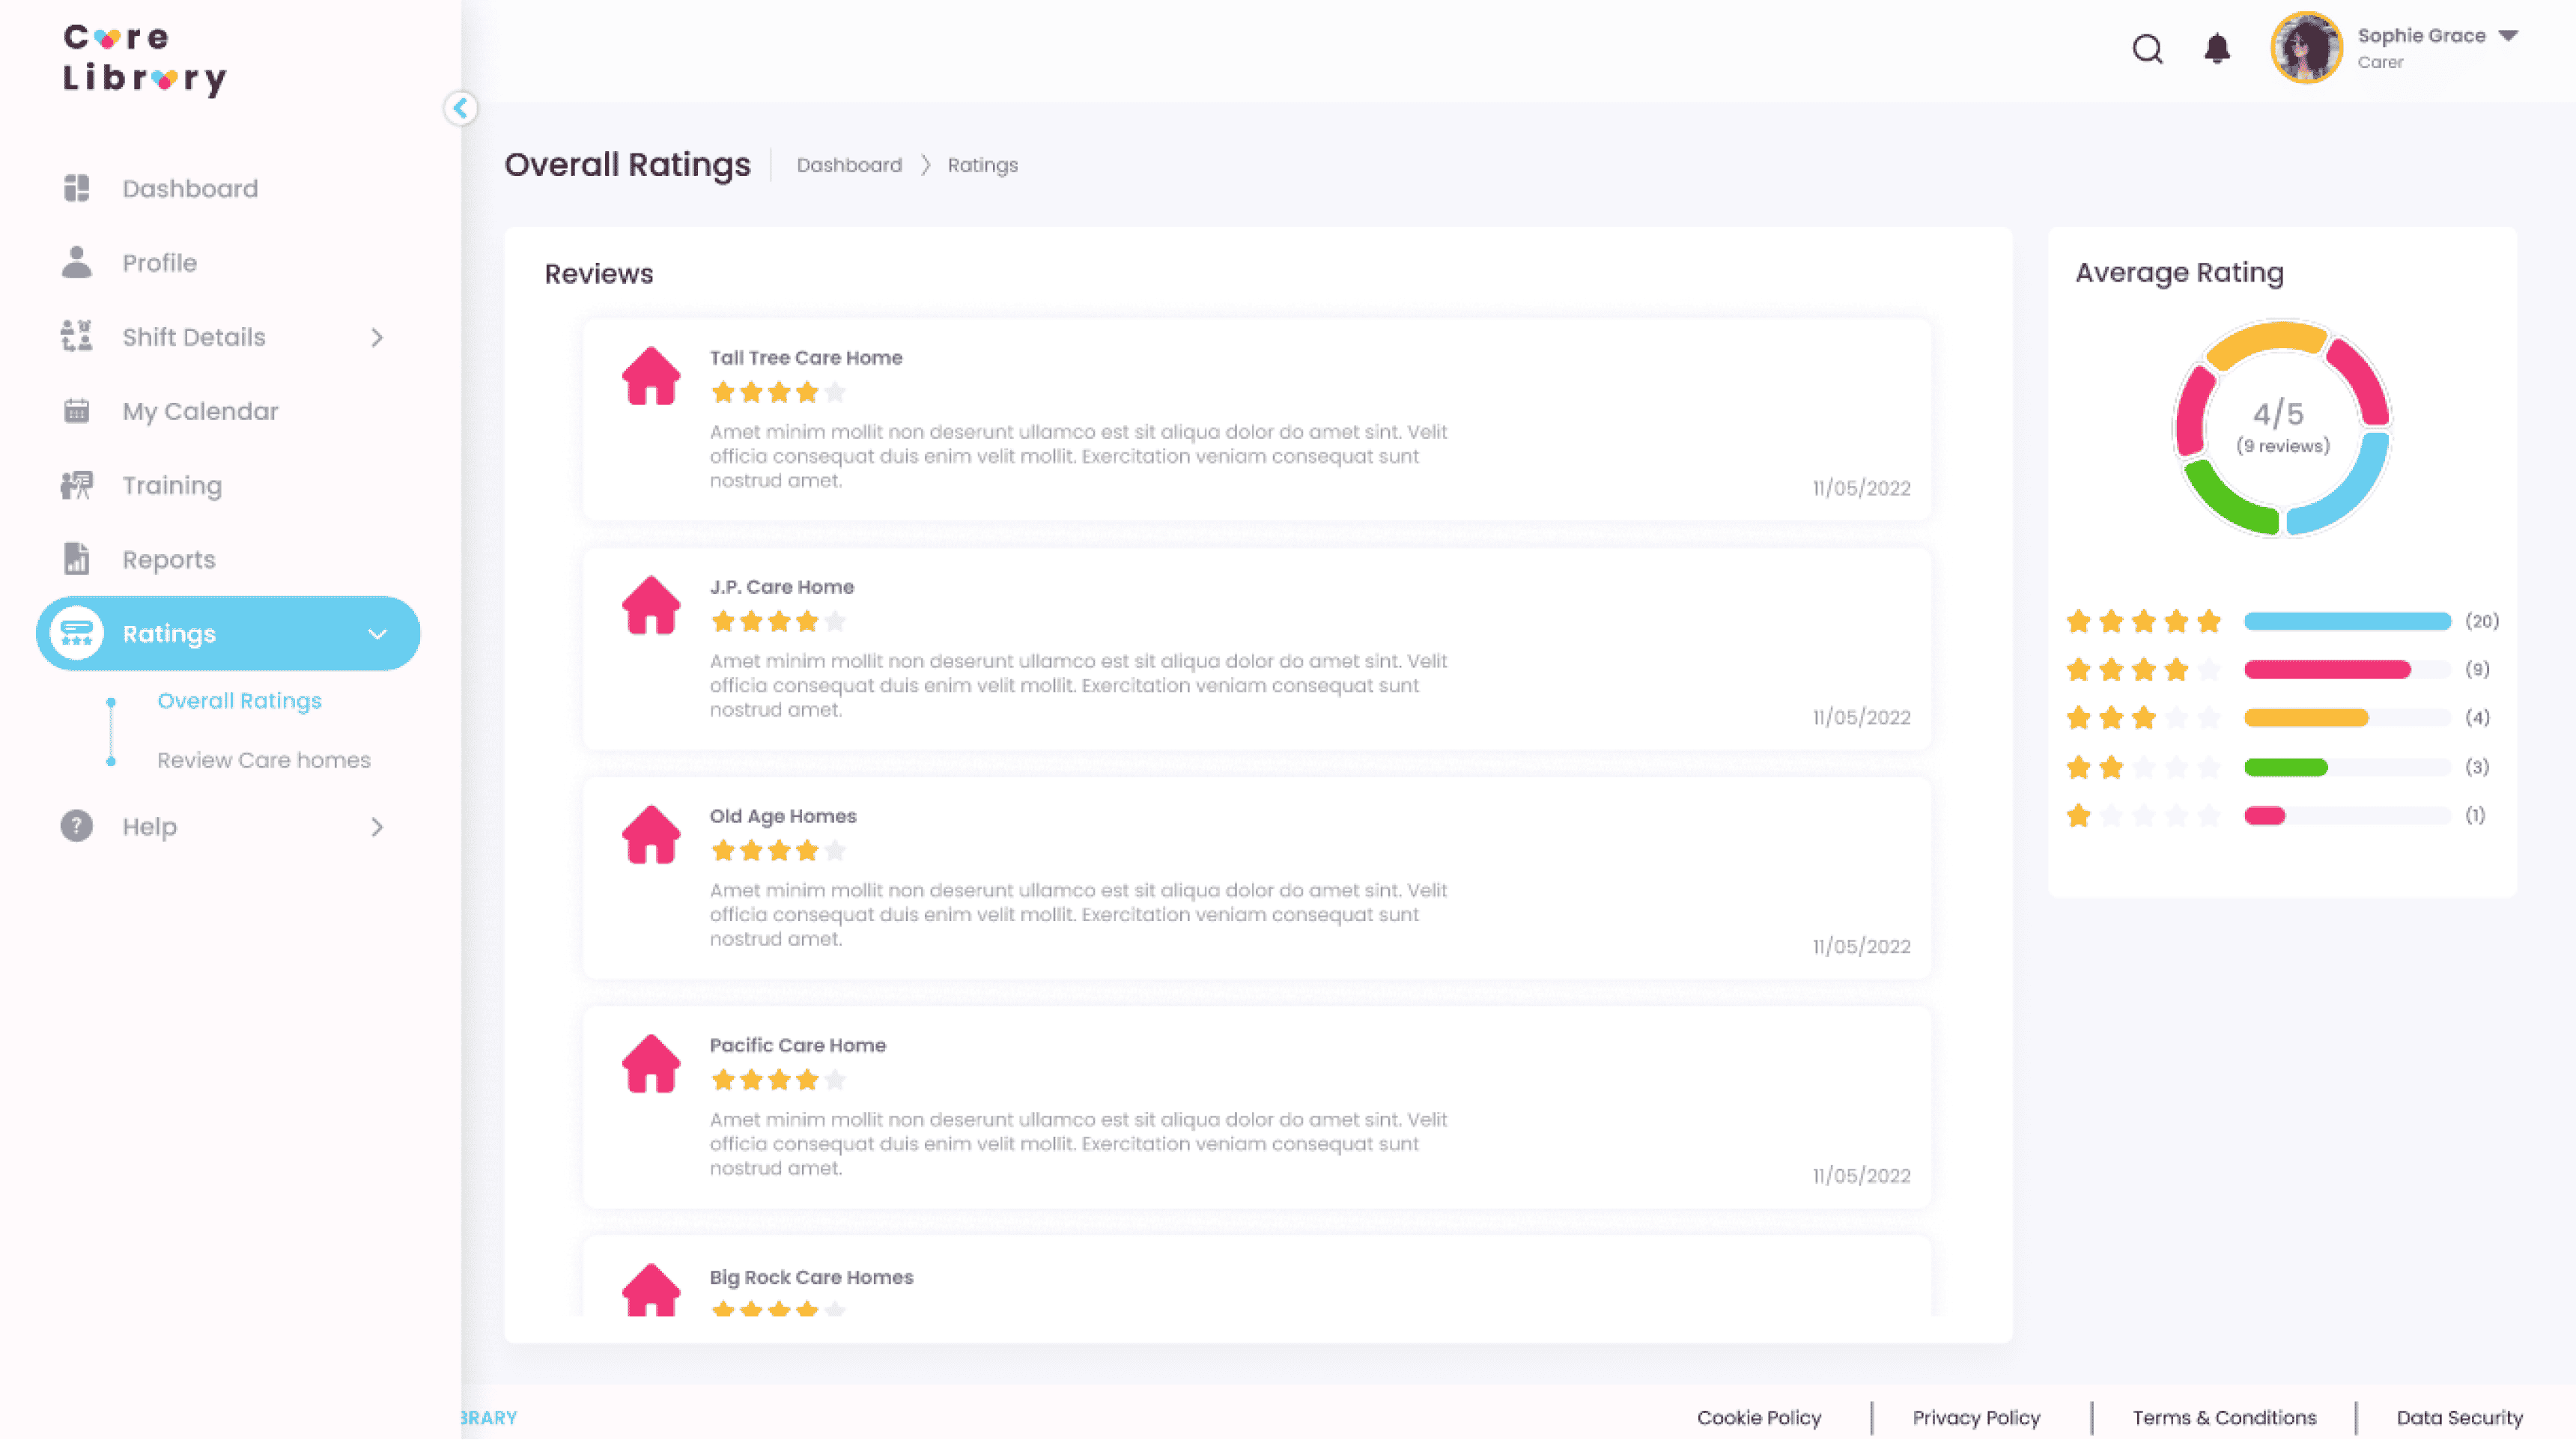 Care
Library
Sophie Grace
Carer
Overall Ratings
Dashboard > Ratings
Dashboard
Profile
Shift Details
My Calendar
Training
Reports
Ratings
Overall Ratings
Review Care homes
Help
Reviews
Tall Tree Care Home
Amet minim mollit non deserunt ullamco est sit aliqua dolor do amet sint. Velit
officia consequat duis enim velit mollit. Exercitation veniam consequat sunt
nostrud amet.
11/05/2022
J.P. Care Home
Amet minim mollit non deserunt ullamco est sit aliqua dolor do amet sint. Velit
officia consequat duis enim velit mollit. Exercitation veniam consequat sunt
nostrud amet.
11/05/2022
Old Age Homes
Amet minim mollit non deserunt ullamco est sit aliqua dolor do amet sint. Velit
officia consequat duis enim velit mollit. Exercitation veniam consequat sunt
nostrud amet.
11/05/2022
Pacific Care Home
Amet minim mollit non deserunt ullamco est sit aliqua dolor do amet sint. Velit
officia consequat duis enim velit mollit. Exercitation veniam consequat sunt
nostrud amet.
11/05/2022
Big Rock Care Homes
Average Rating
4/5
(9 reviews)
(20)
(9)
(4)
(3)
(1)
BRARY
Cookie Policy | Privacy Policy | Terms & Conditions | Data Security